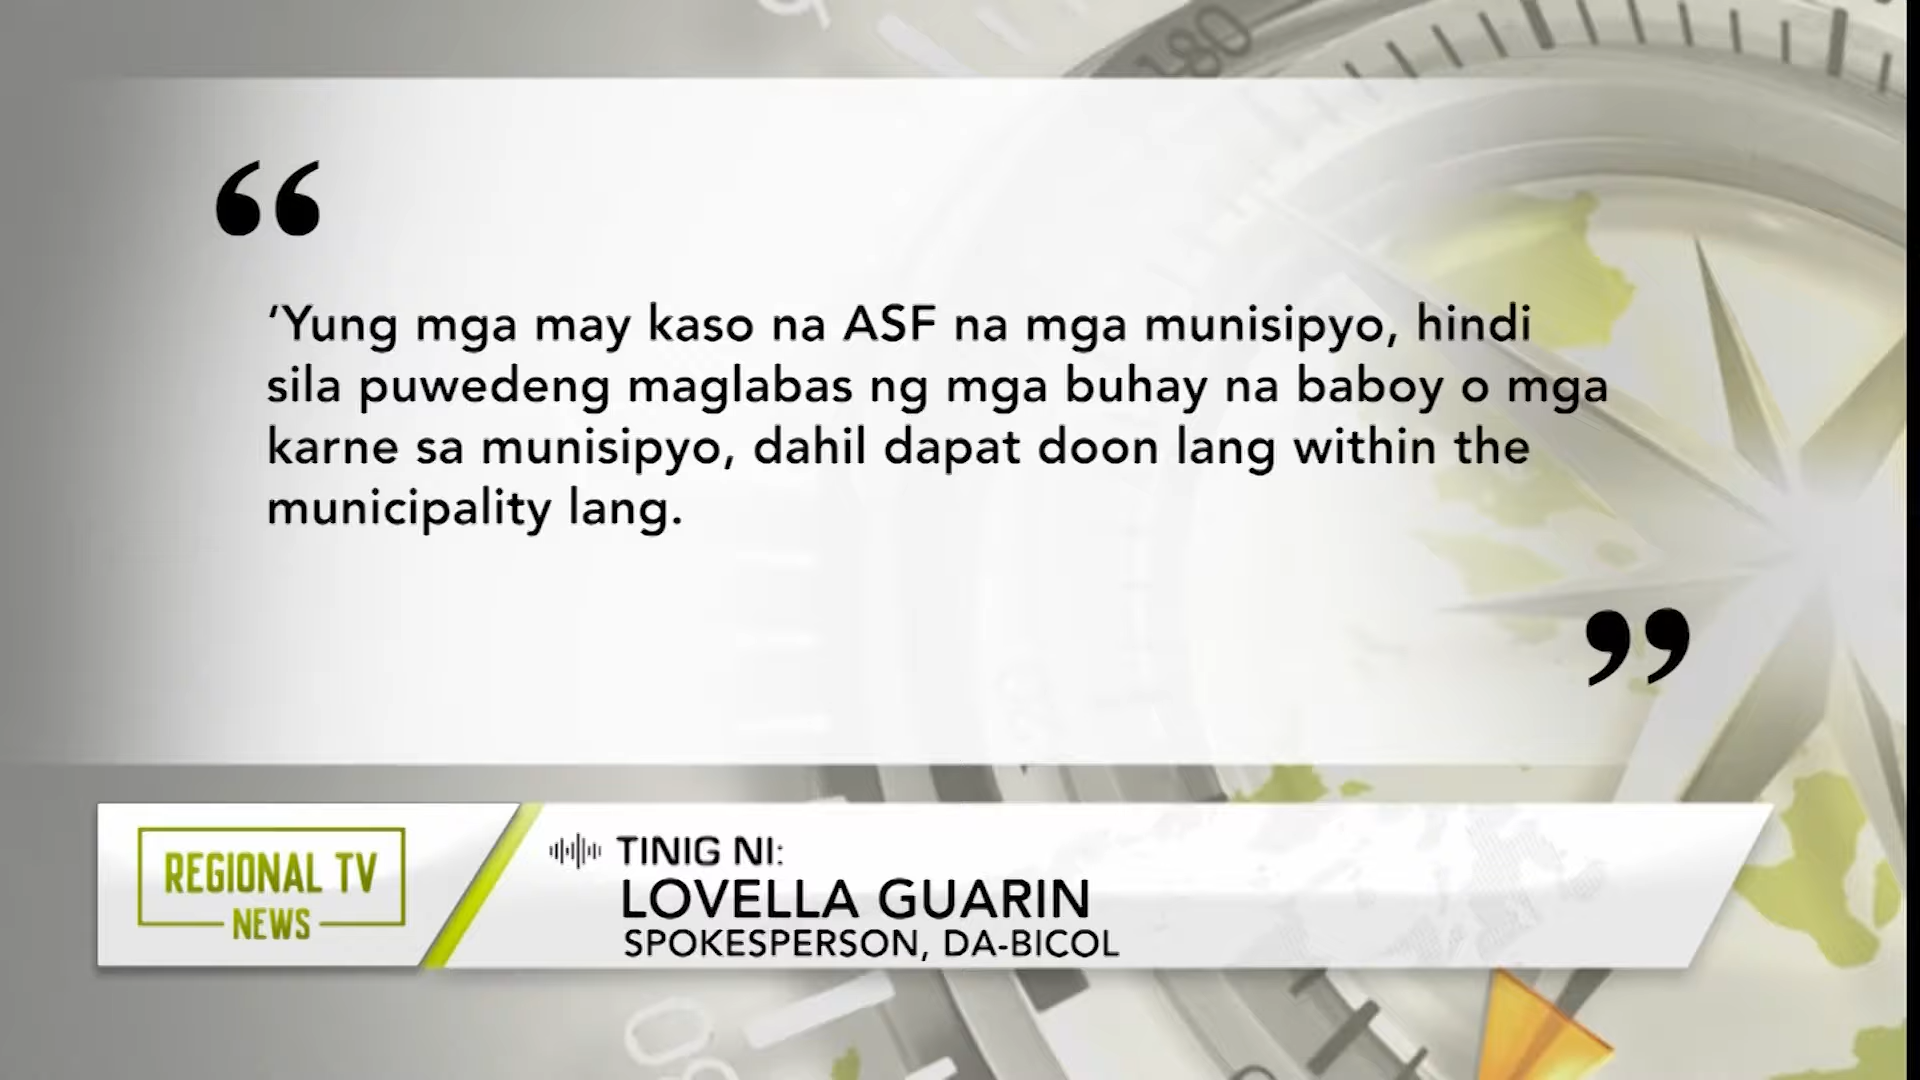 180
“
‘Yung mga may kaso na ASF na mga munisipyo, hindi
sila puwedeng maglabas ng mga buhay na baboy o mga
karne sa munisipyo, dahil dapat doon lang within the
municipality lang.
”
REGIONAL TV
NEWS
TINIG NI:
LOVELLA GUARIN
SPOKESPERSON, DA-BICOL